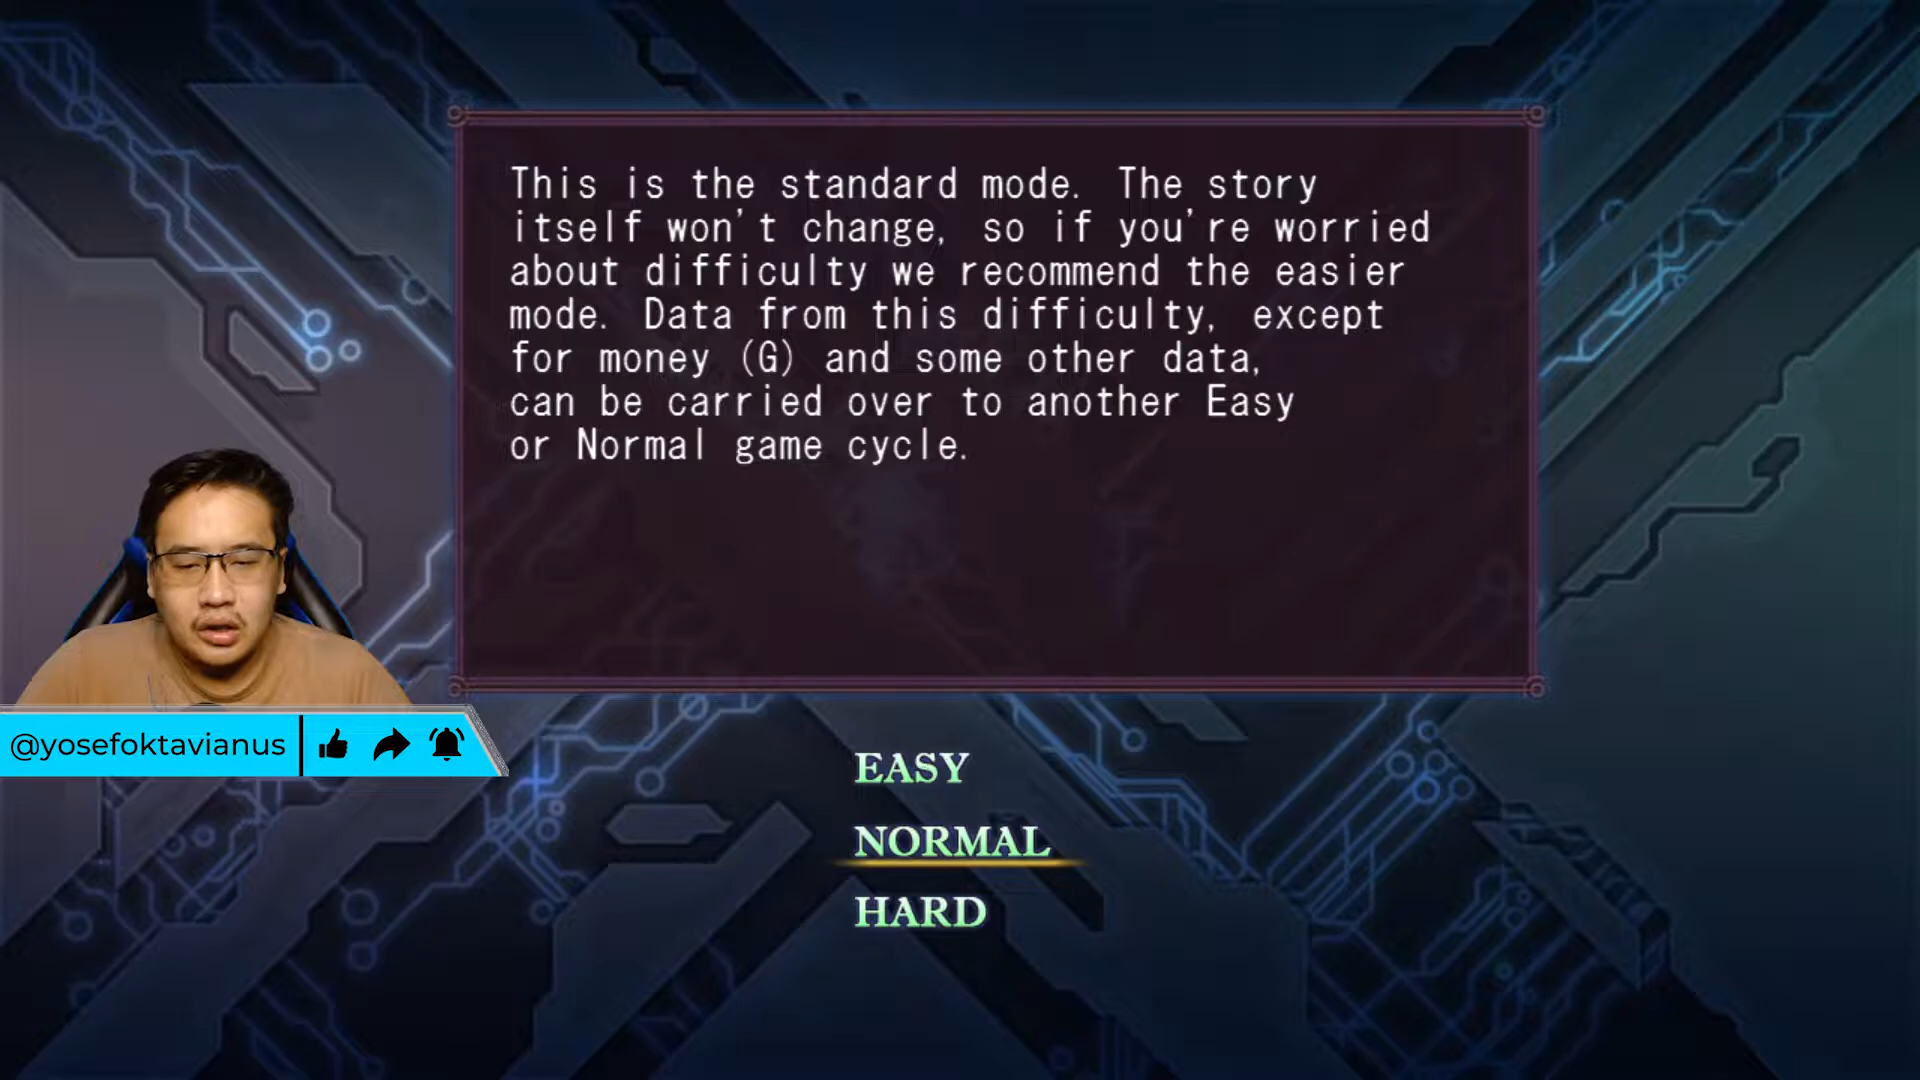 This is the standard mode. The story
itself won't change, so if you're worried
about difficulty we recommend the easier
mode. Data from this difficulty, except
for money (G) and some other data,
can be carried over to another Easy
or Normal game cycle.
@yosefoktavianus
EASY
NORMAL
HARD